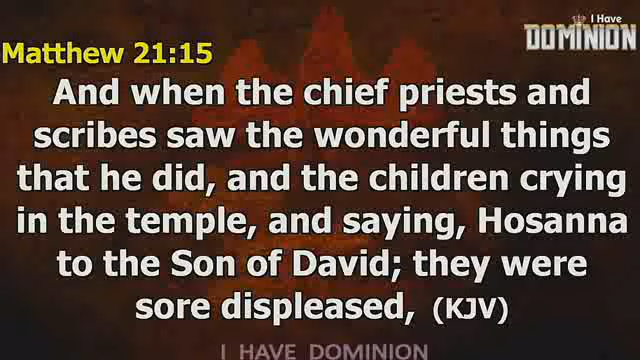 I Have
DOMINION
Matthew 21:15
And when the chief priests and
scribes saw the wonderful things
that he did, and the children crying
in the temple, and saying, Hosanna
to the Son of David; they were
sore displeased, (KJV)
I HAVE DOMINION